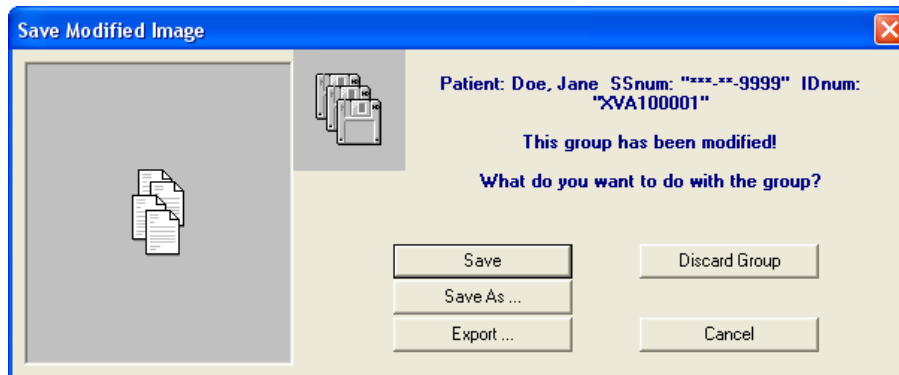 Save Modified Image
Patient: Doe, Jane  SSnum: "***-**-9999"  IDnum:
"XVA100001"
This group has been modified!
What do you want to do with the group?
Save
Discard Group
Save As ...
Export ...
Cancel